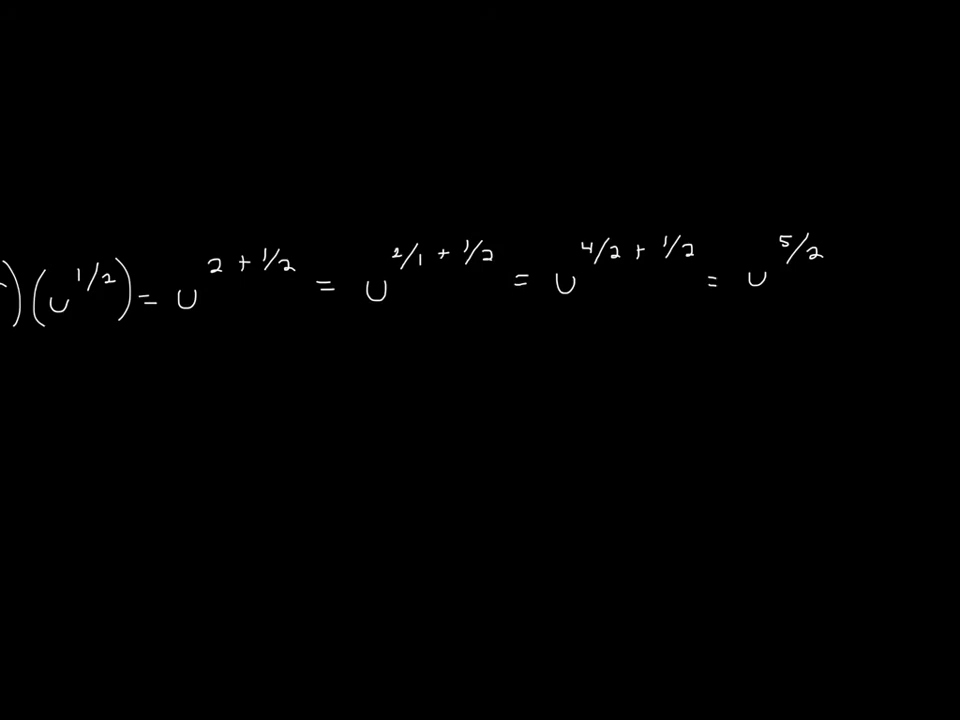 )(u^{1/2}) = u^{2 + 1/2} = u^{2/1 + 1/2} = u^{4/2 + 1/2} = u^{5/2}